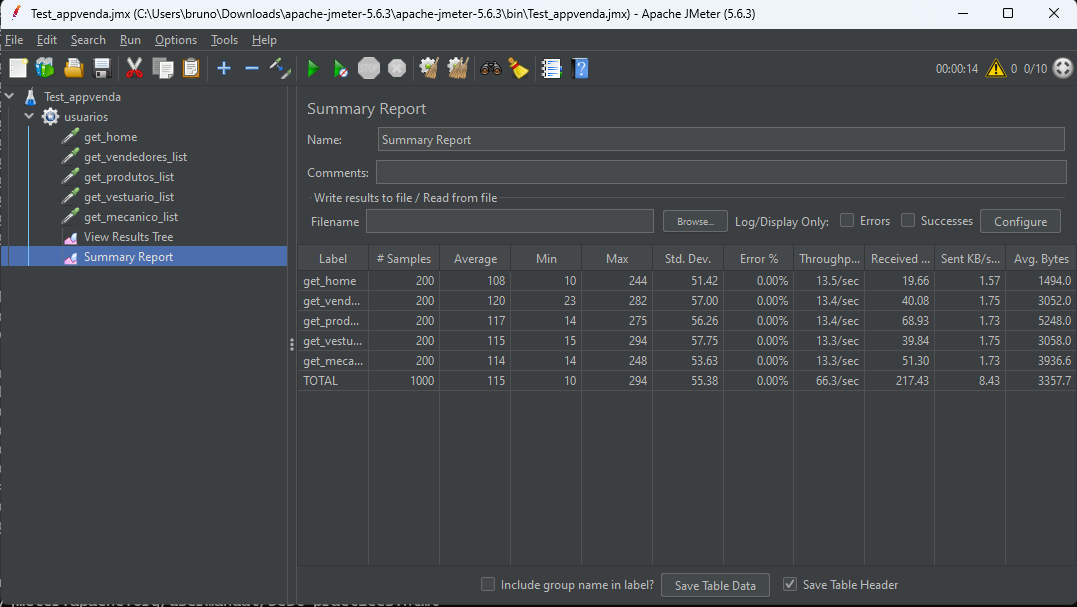 Test_appvenda.jmx (C:\Users\bruno\Downloads\apache-jmeter-5.6.3\apache-jmeter-5.6.3\bin\Test_appvenda.jmx) - Apache JMeter (5.6.3)
File Edit Search Run Options Tools Help
STOP
00:00:14 0 0/10
Test_appvenda
usuarios
get_home
get_vendedores_list
get_produtos_list
get_vestuario_list
get_mecanico_list
View Results Tree
Summary Report
Summary Report
Name: Summary Report
Comments:
Write results to file / Read from file
Filename Browse... Log/Display Only: Errors Successes Configure
Label # Samples Average Min Max Std. Dev. Error % Throughp... Received ... Sent KB/s... Avg. Bytes
get_home 200 108 10 244 51.42 0.00% 13.5/sec 19.66 1.57 1494.0
get_vend... 200 120 23 282 57.00 0.00% 13.4/sec 40.08 1.75 3052.0
get_prod... 200 117 14 275 56.26 0.00% 13.4/sec 68.93 1.73 5248.0
get_vestu... 200 115 15 294 57.75 0.00% 13.3/sec 39.84 1.75 3058.0
get_meca... 200 114 14 248 53.63 0.00% 13.3/sec 51.30 1.73 3936.6
TOTAL 1000 115 10 294 55.38 0.00% 66.3/sec 217.43 8.43 3357.7
Include group name in label? Save Table Data Save Table Header